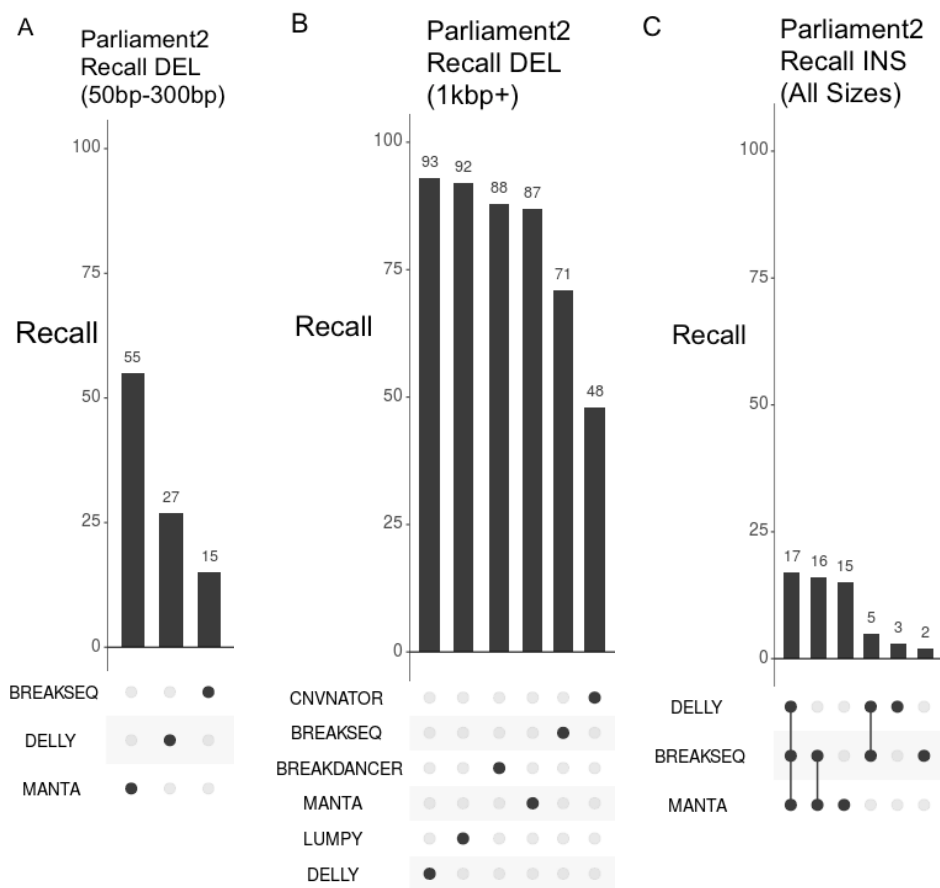 A
Parliament2
Recall DEL
(50bp-300bp)
100
75
Recall
55
50
27
25
15
0
BREAKSEQ
DELLY
MANTA
B
Parliament2
Recall DEL
(1kbp+)
100
93
92
88
87
75
71
Recall
50
48
25
0
CNVNATOR
BREAKSEQ
BREAKDANCER
MANTA
LUMPY
DELLY
C
Parliament2
Recall INS
(All Sizes)
100
75
Recall
50
25
17
16
15
5
3
2
0
DELLY
BREAKSEQ
MANTA